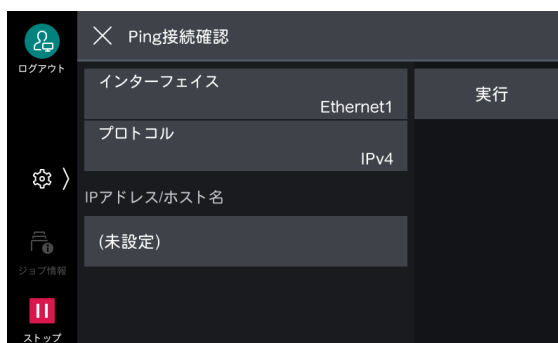 Ping接続確認
ログアウト
インターフェイス
Ethernet1
実行
プロトコル
IPv4
IPアドレス/ホスト名
(未設定)
ジョブ情報
ストップ